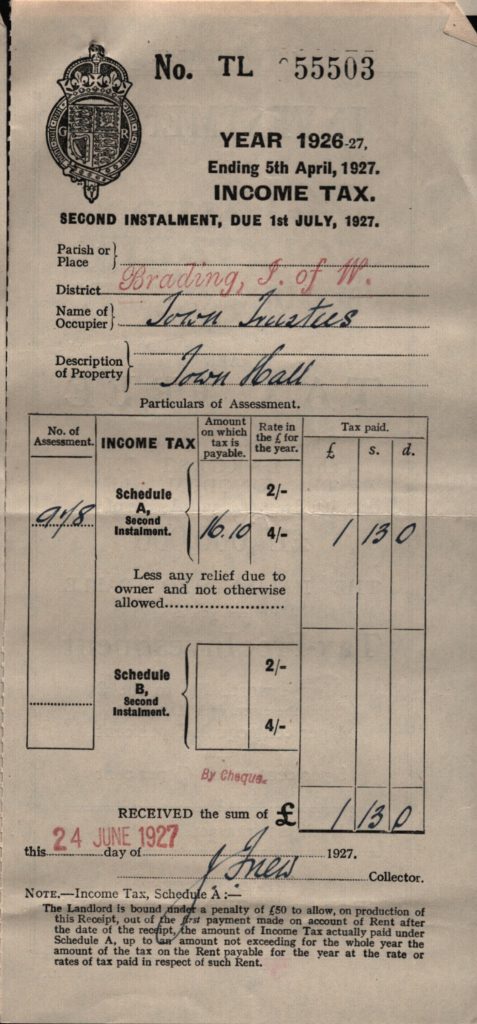 No. TL 55503
G R
YEAR 1926-27,
Ending 5th April, 1927.
INCOME TAX.
SECOND INSTALMENT, DUE 1st JULY, 1927.
Parish or
Place
District Brading, I. of W.
Name of
Occupier Town Trustees
Description
of Property Town Hall
Particulars of Assessment.
No. of
Assessment.
INCOME TAX
Amount
on which
tax is
payable.
Rate in
the £ for
the year.
Tax paid.
£ s. d.
Schedule
A,
Second
Instalment.
2/-
16.10 4/- 1 13 0
Less any relief due to
owner and not otherwise
allowed
Schedule
B,
Second
Instalment.
2/-
4/-
By Cheque.
RECEIVED the sum of £ 1 13 0
this 24 JUNE 1927 day of 1927.
Collector.
NOTE.—Income Tax, Schedule A:—
The Landlord is bound under a penalty of £50 to allow, on production of
this Receipt, out of the first payment made on account of Rent after
the date of the receipt, the amount of Income Tax actually paid under
Schedule A, up to an amount not exceeding for the whole year the
amount of the tax on the Rent payable for the year at the rate or
rates of tax paid in respect of such Rent.